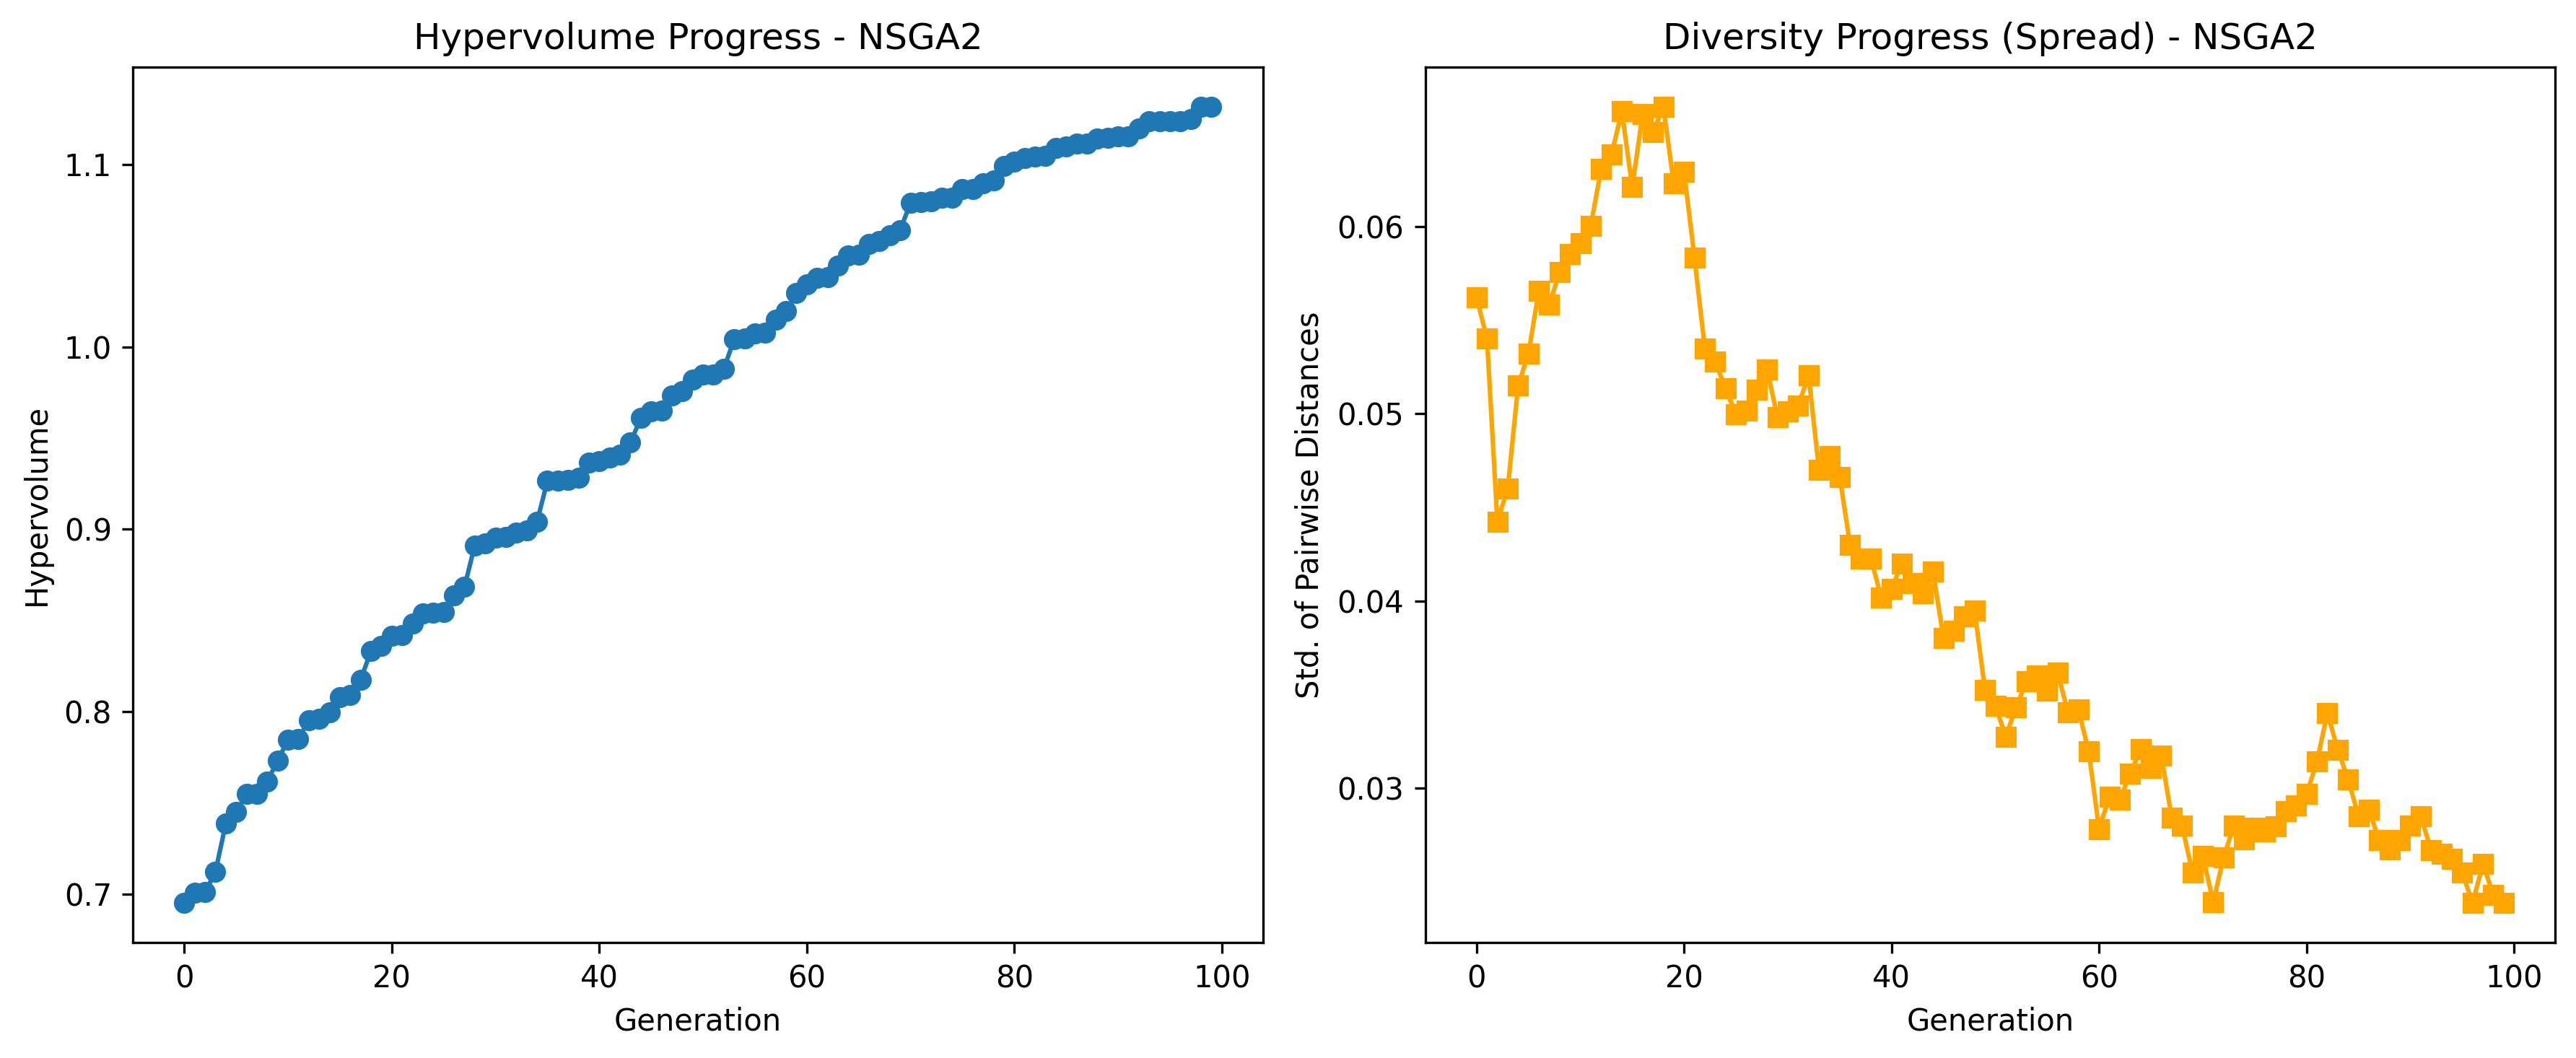 Hypervolume Progress - NSGA2
Hypervolume
1.1
1.0
0.9
0.8
0.7
0 20 40 60 80 100
Generation
Diversity Progress (Spread) - NSGA2
Std. of Pairwise Distances
0.06
0.05
0.04
0.03
0 20 40 60 80 100
Generation